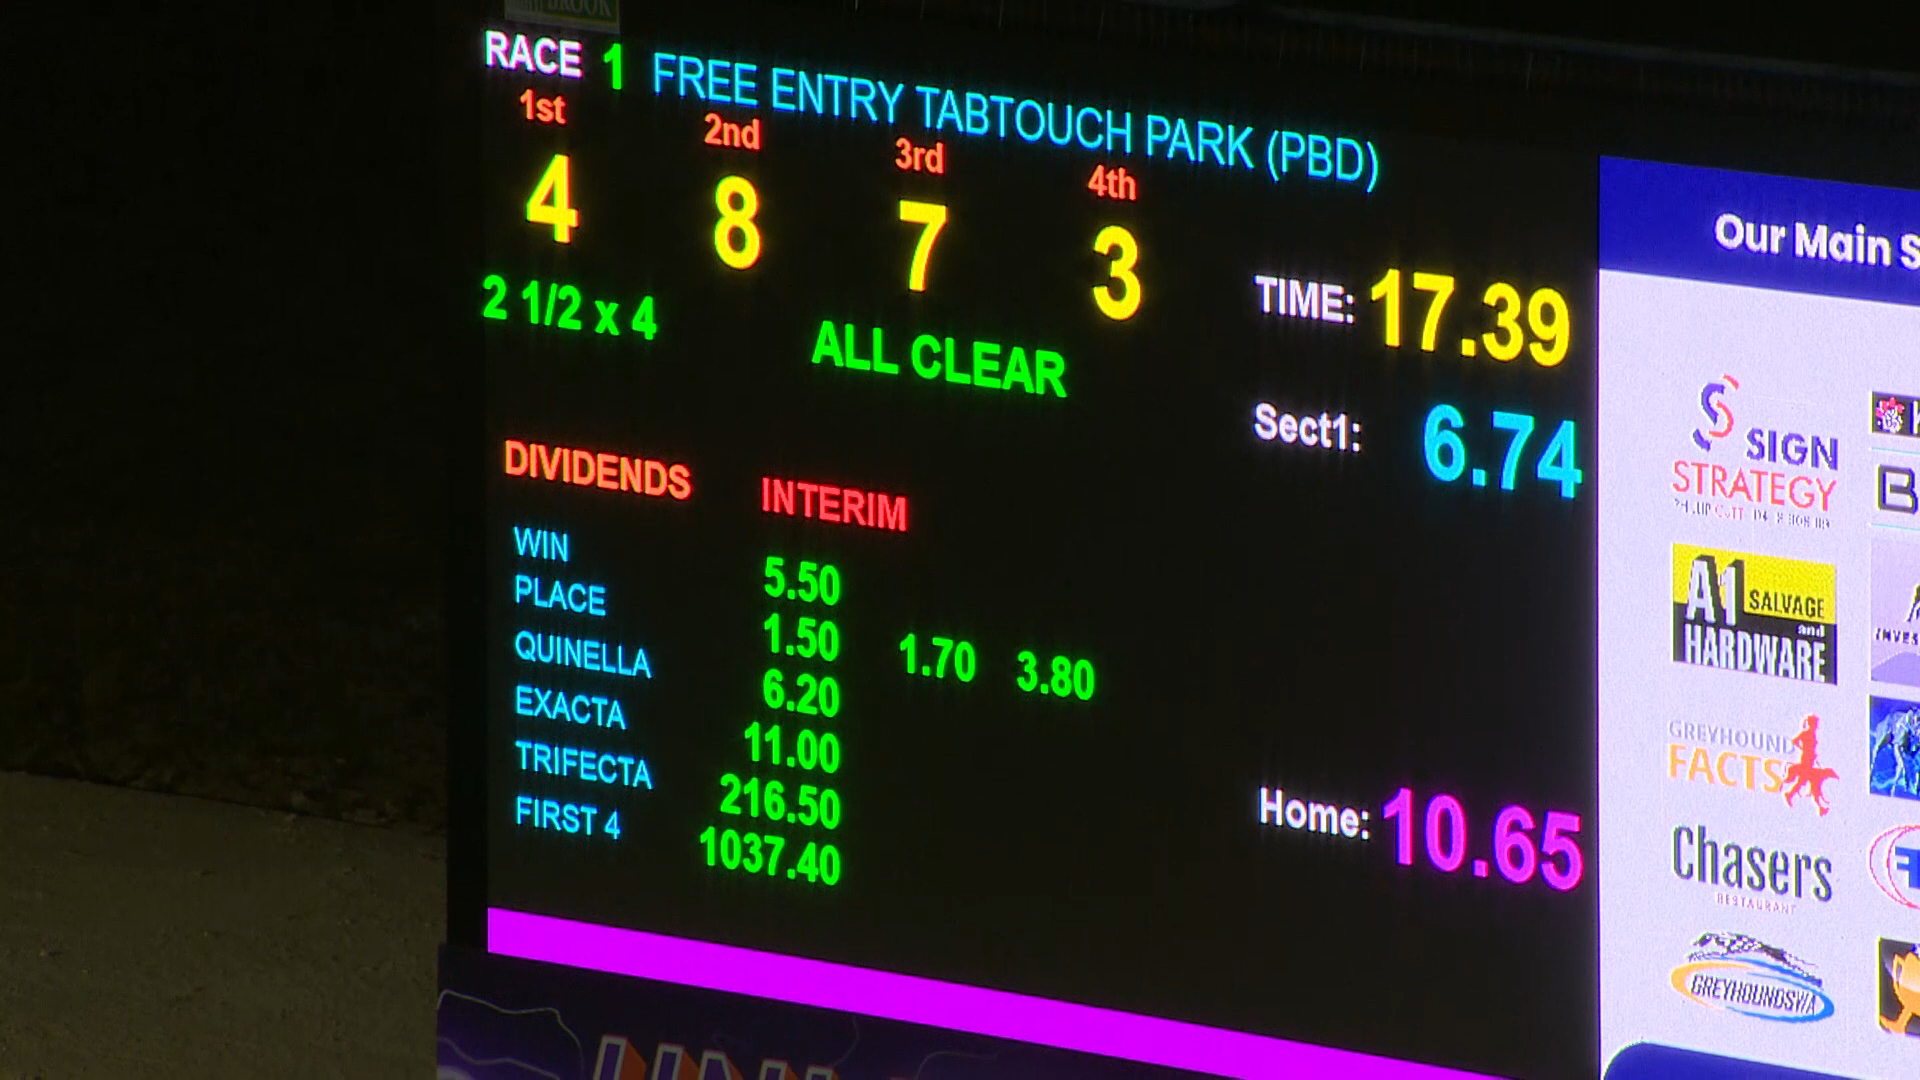 BROOK
RACE 1 FREE ENTRY TABTOUCH PARK (PBD)
1st 2nd 3rd 4th
4 8 7 3
2 1/2 x 4
ALL CLEAR
TIME: 17.39
Sect1: 6.74
DIVIDENDS INTERIM
WIN 5.50
PLACE 1.50 1.70 3.80
QUINELLA 6.20
EXACTA 11.00
TRIFECTA 216.50
FIRST 4 1037.40
Home: 10.65
Our Main S
SIGN
STRATEGY
A1 SALVAGE
and
HARDWARE
INVES
GREYHOUND
FACTS
Chasers
RESTAURANT
GREYHOUNDSWA